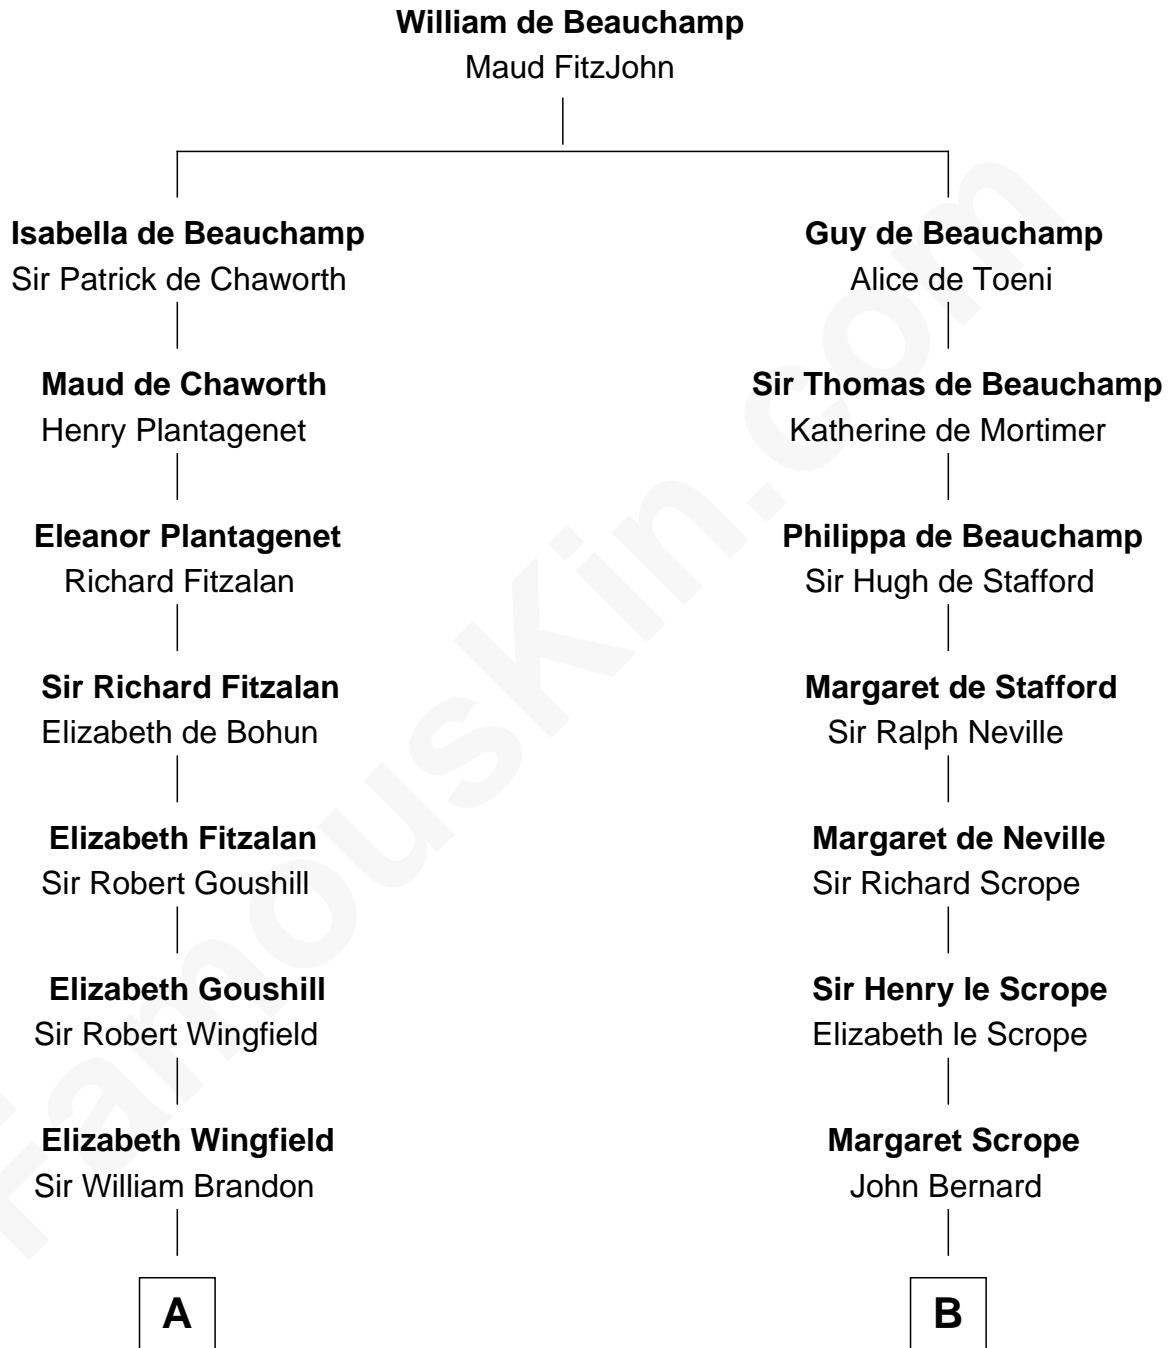 William de Beauchamp
Maud FitzJohn
Isabella de Beauchamp
Sir Patrick de Chaworth
Guy de Beauchamp
Alice de Toeni
Maud de Chaworth
Henry Plantagenet
Sir Thomas de Beauchamp
Katherine de Mortimer
Eleanor Plantagenet
Richard Fitzalan
Philippa de Beauchamp
Sir Hugh de Stafford
Sir Richard Fitzalan
Elizabeth de Bohun
Margaret de Stafford
Sir Ralph Neville
Elizabeth Fitzalan
Sir Robert Goushill
Margaret de Neville
Sir Richard Scrope
Elizabeth Goushill
Sir Robert Wingfield
Sir Henry le Scrope
Elizabeth le Scrope
Elizabeth Wingfield
Sir William Brandon
Margaret Scrope
John Bernard
A
B
FamousKin.com